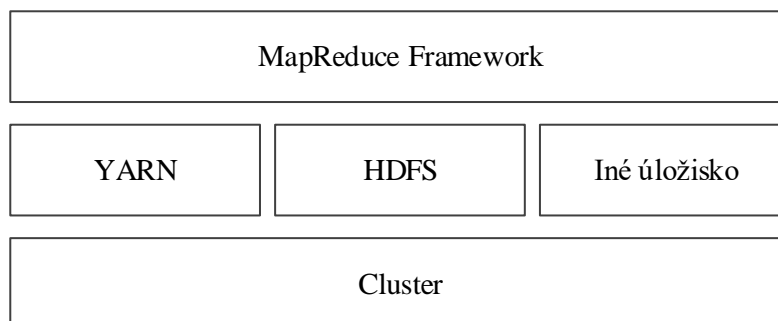 MapReduce Framework
YARN
HDFS
Iné úložisko
Cluster